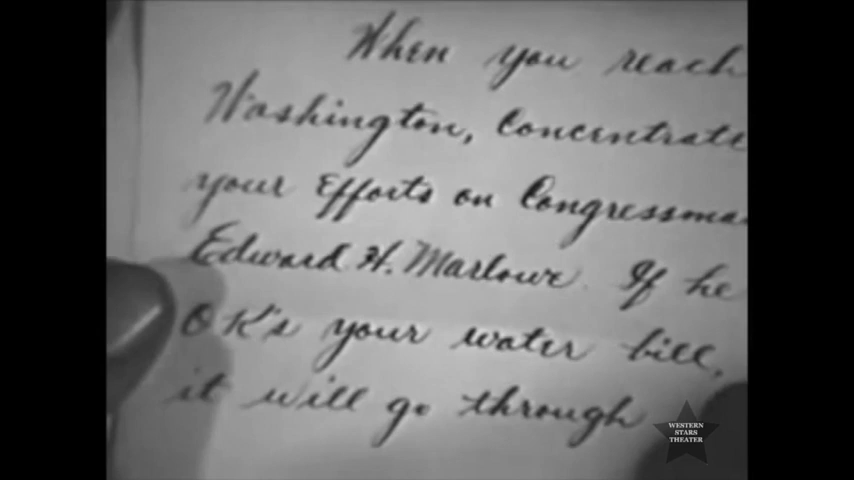 When you reach
Washington, Concentrate
your Efforts on Congressma
Edward H. Marlowe. If he
OK's your water bill,
it will go through
WESTERN
STARS
THEATER